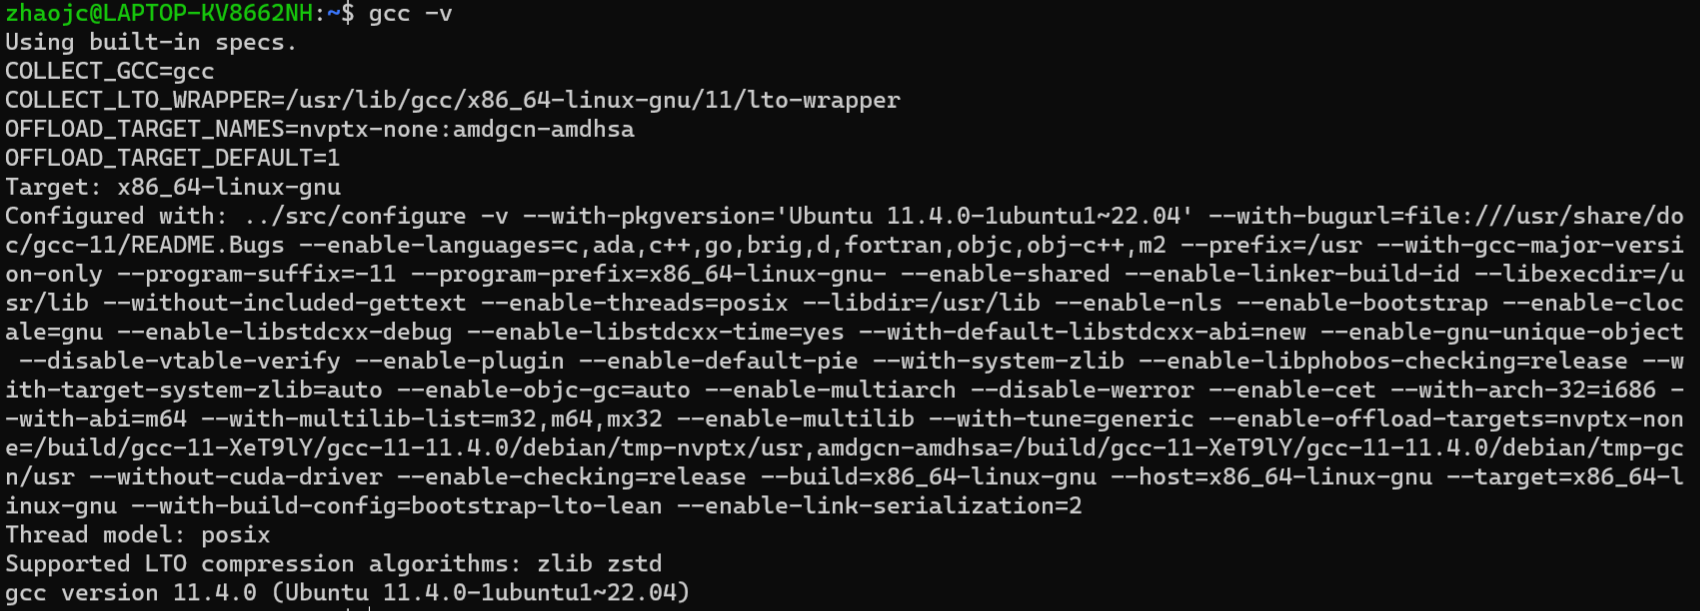 zhaojc@LAPTOP-KV8662NH:~$ gcc -v
Using built-in specs.
COLLECT_GCC=gcc
COLLECT_LTO_WRAPPER=/usr/lib/gcc/x86_64-linux-gnu/11/lto-wrapper
OFFLOAD_TARGET_NAMES=nvptx-none:amdgcn-amdhsa
OFFLOAD_TARGET_DEFAULT=1
Target: x86_64-linux-gnu
Configured with: ../src/configure -v --with-pkgversion='Ubuntu 11.4.0-1ubuntu1~22.04' --with-bugurl=file:///usr/share/do
c/gcc-11/README.Bugs --enable-languages=c,ada,c++,go,brig,d,fortran,objc,obj-c++,m2 --prefix=/usr --with-gcc-major-versi
on-only --program-suffix=-11 --program-prefix=x86_64-linux-gnu- --enable-shared --enable-linker-build-id --libexecdir=/u
sr/lib --without-included-gettext --enable-threads=posix --libdir=/usr/lib --enable-nls --enable-bootstrap --enable-cloc
ale=gnu --enable-libstdcxx-debug --enable-libstdcxx-time=yes --with-default-libstdcxx-abi=new --enable-gnu-unique-object
 --disable-vtable-verify --enable-plugin --enable-default-pie --with-system-zlib --enable-libphobos-checking=release --w
ith-target-system-zlib=auto --enable-objc-gc=auto --enable-multiarch --disable-werror --enable-cet --with-arch-32=i686 -
-with-abi=m64 --with-multilib-list=m32,m64,mx32 --enable-multilib --with-tune=generic --enable-offload-targets=nvptx-non
e=/build/gcc-11-XeT9lY/gcc-11-11.4.0/debian/tmp-nvptx/usr,amdgcn-amdhsa=/build/gcc-11-XeT9lY/gcc-11-11.4.0/debian/tmp-gc
n/usr --without-cuda-driver --enable-checking=release --build=x86_64-linux-gnu --host=x86_64-linux-gnu --target=x86_64-l
inux-gnu --with-build-config=bootstrap-lto-lean --enable-link-serialization=2
Thread model: posix
Supported LTO compression algorithms: zlib zstd
gcc version 11.4.0 (Ubuntu 11.4.0-1ubuntu1~22.04)